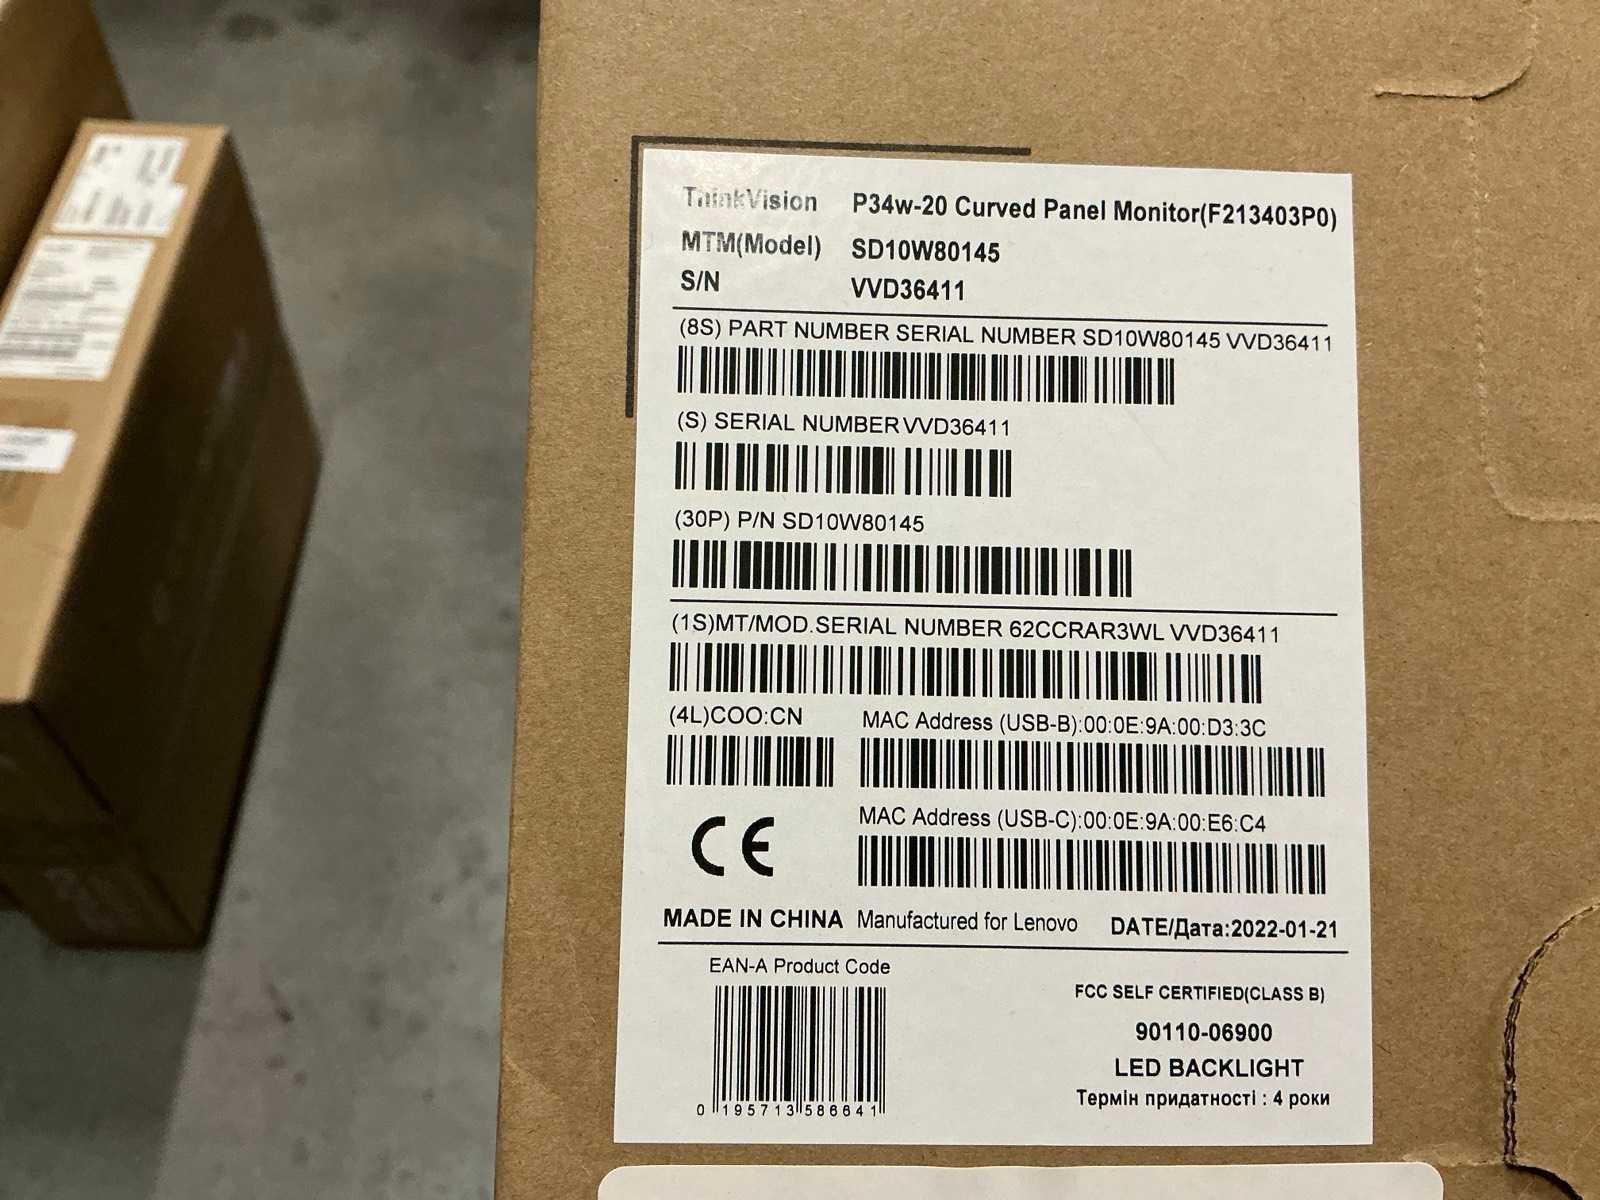 ThinkVision P34w-20 Curved Panel Monitor(F213403P0)
MTM(Model) SD10W80145
S/N VVD36411
(8S) PART NUMBER SERIAL NUMBER SD10W80145 VVD36411
(S) SERIAL NUMBER VVD36411
(30P) P/N SD10W80145
(1S)MT/MOD.SERIAL NUMBER 62CCRAR3WL VVD36411
(4L)COO:CN MAC Address (USB-B):00:0E:9A:00:D3:3C
MAC Address (USB-C):00:0E:9A:00:E6:C4
CE
MADE IN CHINA Manufactured for Lenovo DATE/Дата:2022-01-21
EAN-A Product Code
FCC SELF CERTIFIED(CLASS B)
90110-06900
LED BACKLIGHT
Термін придатності : 4 роки
0 195713 586641